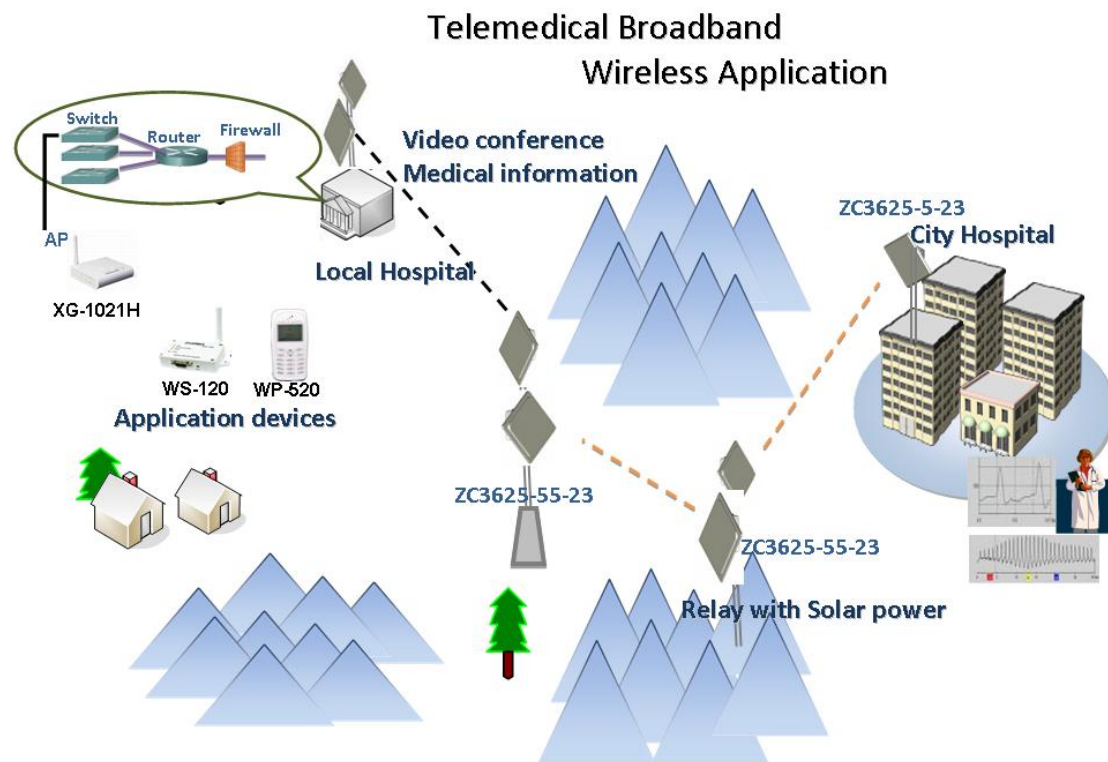 Telemedical Broadband
Wireless Application
Switch
Router
Firewall
Video conference
Medical information
AP
XG-1021H
Local Hospital
ZC3625-5-23
City Hospital
WS-120
WP-520
Application devices
ZC3625-55-23
ZC3625-55-23
Relay with Solar power